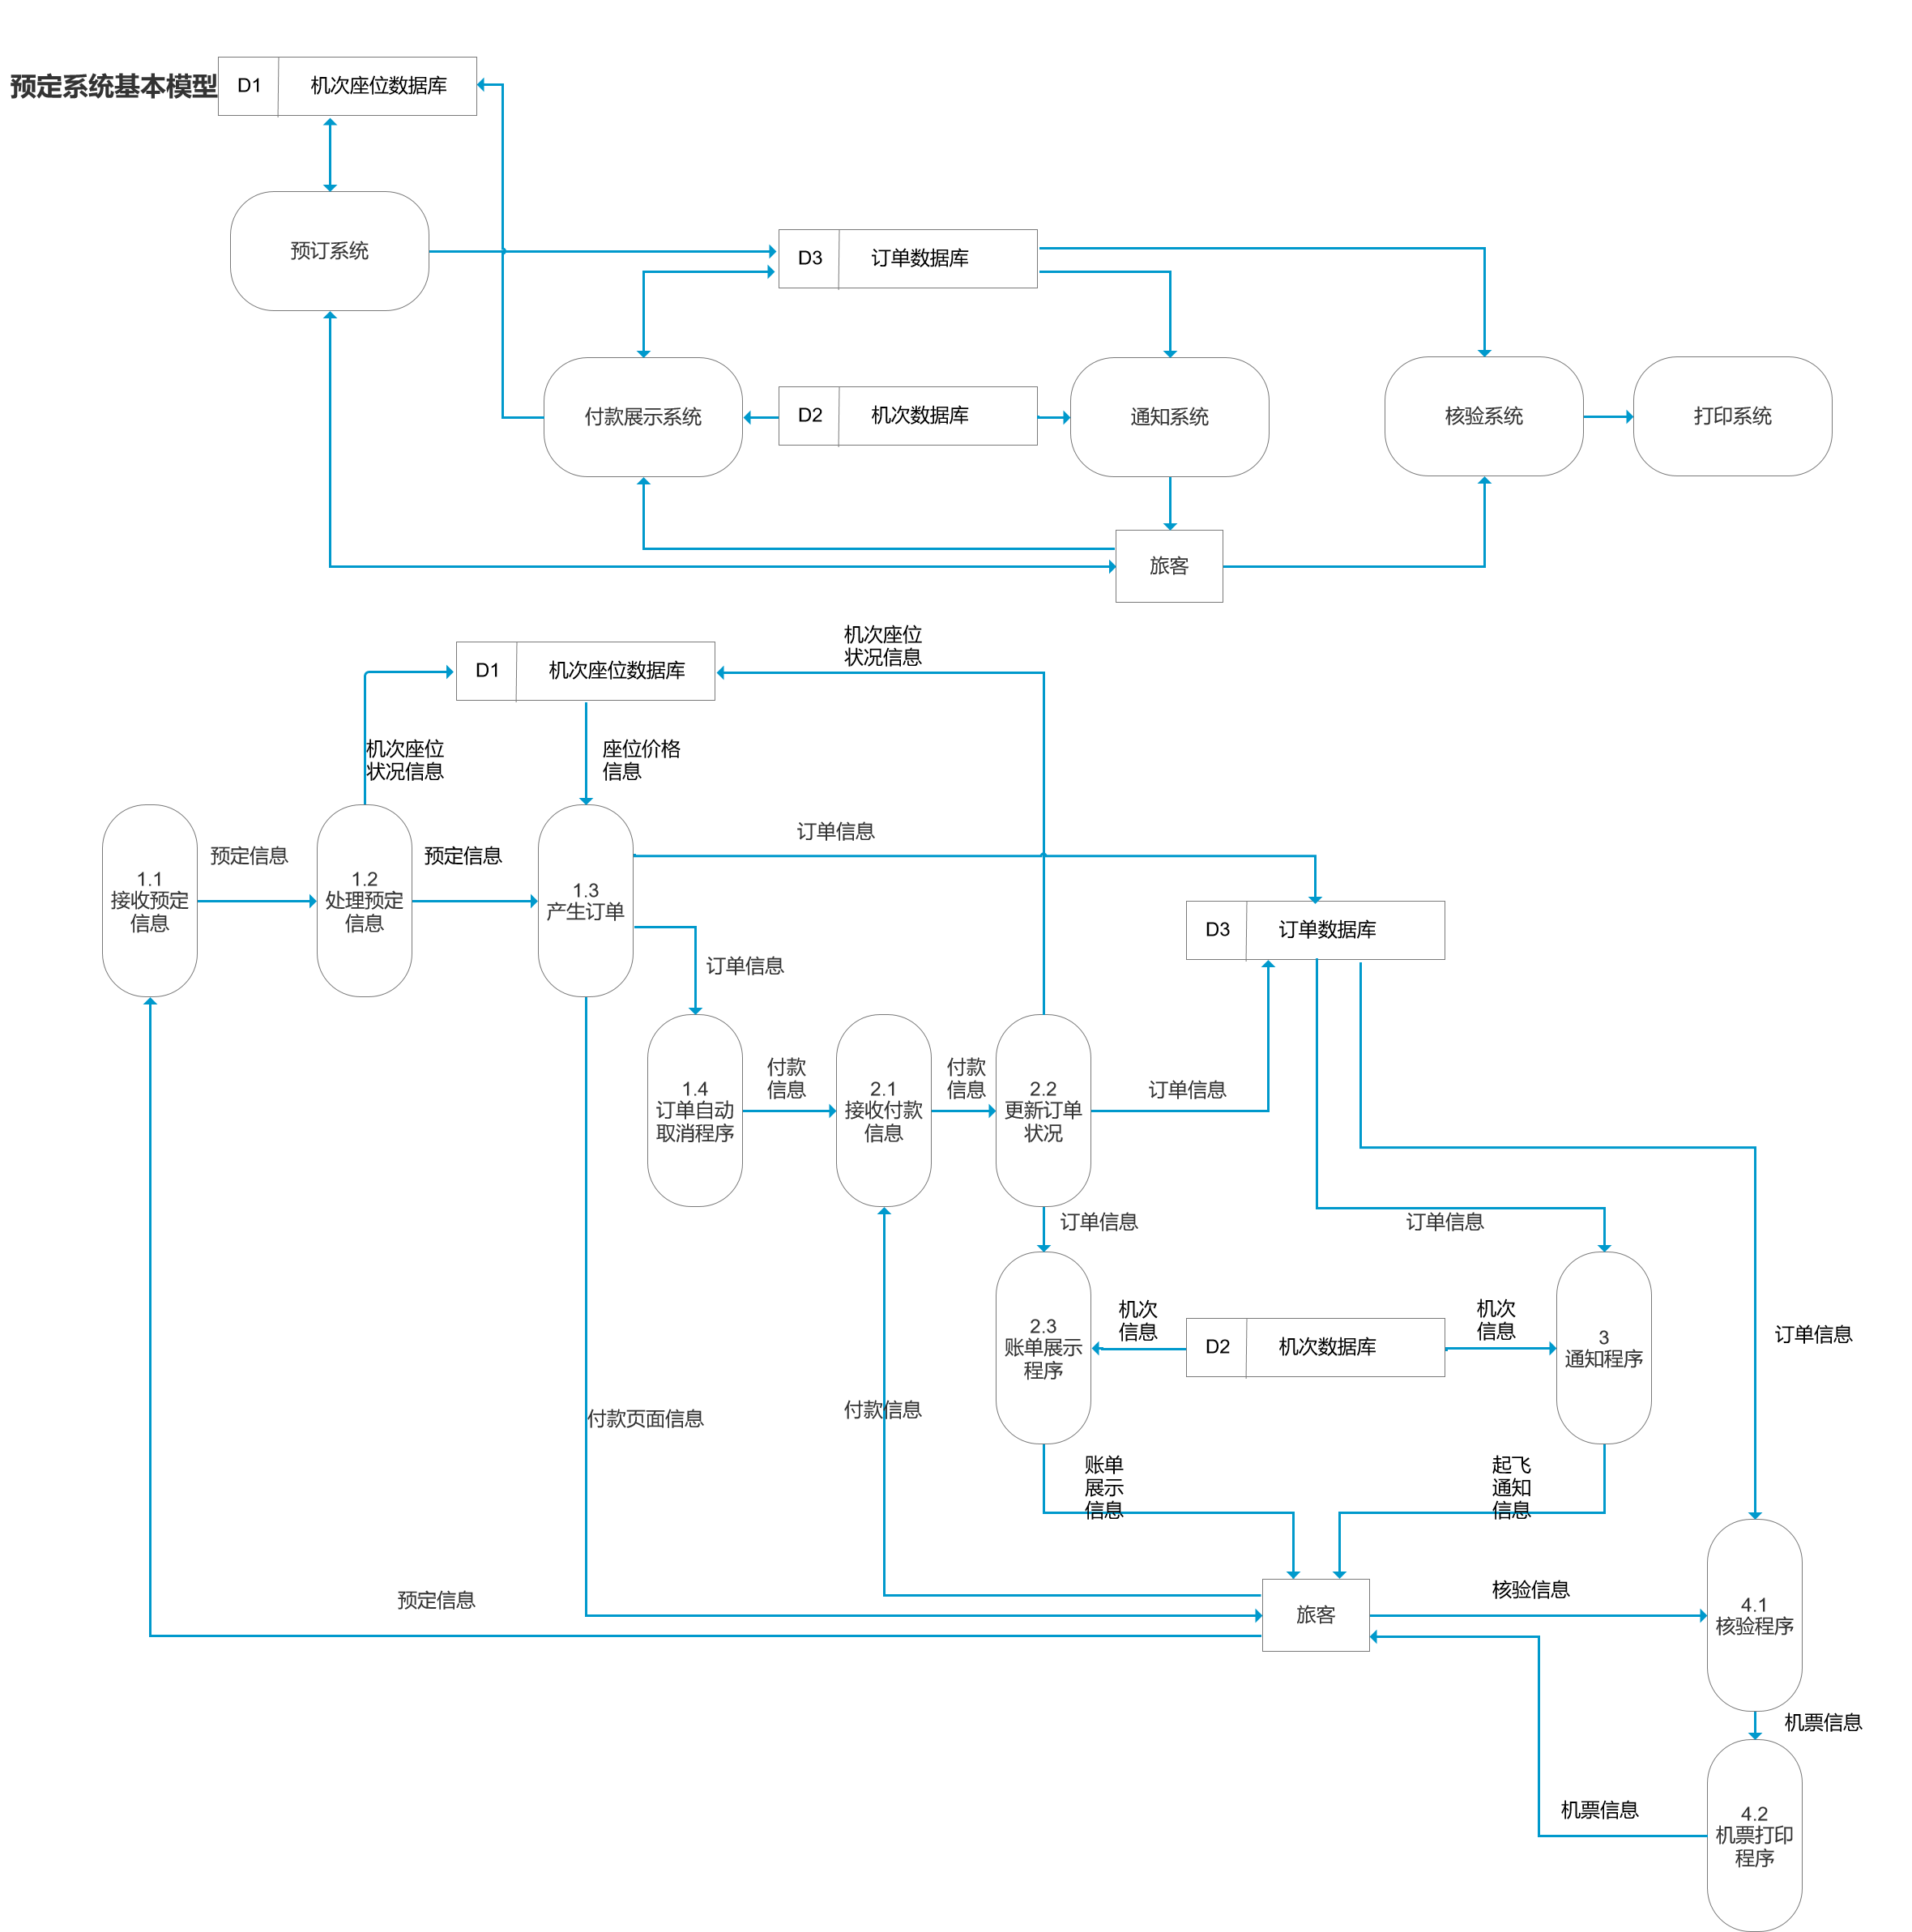 预定系统基本模型
D1
机次座位数据库
预订系统
D3
订单数据库
付款展示系统
D2
机次数据库
通知系统
核验系统
打印系统
旅客
机次座位
状况信息
D1
机次座位数据库
机次座位
状况信息
座位价格
信息
订单信息
预定信息
预定信息
1.1
接收预定
信息
1.2
处理预定
信息
1.3
产生订单
D3
订单数据库
订单信息
付款
信息
付款
信息
1.4
订单自动
取消程序
2.1
接收付款
信息
2.2
更新订单
状况
订单信息
订单信息
订单信息
机次
信息
机次
信息
2.3
账单展示
程序
D2
机次数据库
3
通知程序
订单信息
付款信息
付款页面信息
账单
展示
信息
起飞
通知
信息
预定信息
核验信息
旅客
4.1
核验程序
机票信息
机票信息
4.2
机票打印
程序